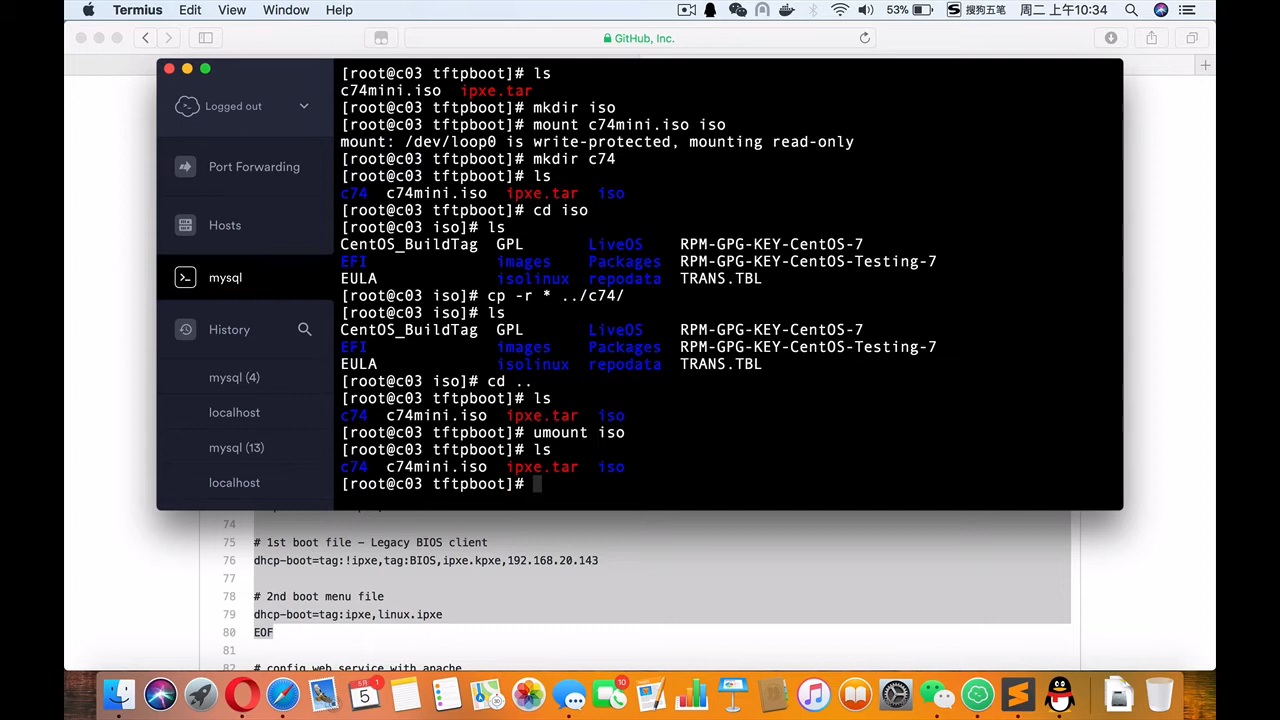 Termius Edit View Window Help 53% 搜狗五笔 周二 上午10:34
GitHub, Inc.
Logged out
Port Forwarding
Hosts
mysql
History
mysql (4)
localhost
mysql (13)
localhost
[root@c03 tftpboot]# ls
c74mini.iso ipxe.tar
[root@c03 tftpboot]# mkdir iso
[root@c03 tftpboot]# mount c74mini.iso iso
mount: /dev/loop0 is write-protected, mounting read-only
[root@c03 tftpboot]# mkdir c74
[root@c03 tftpboot]# ls
c74 c74mini.iso ipxe.tar iso
[root@c03 tftpboot]# cd iso
[root@c03 iso]# ls
CentOS_BuildTag GPL LiveOS RPM-GPG-KEY-CentOS-7
EFI images Packages RPM-GPG-KEY-CentOS-Testing-7
EULA isolinux repodata TRANS.TBL
[root@c03 iso]# cp -r * ../c74/
[root@c03 iso]# ls
CentOS_BuildTag GPL LiveOS RPM-GPG-KEY-CentOS-7
EFI images Packages RPM-GPG-KEY-CentOS-Testing-7
EULA isolinux repodata TRANS.TBL
[root@c03 iso]# cd ..
[root@c03 tftpboot]# ls
c74 c74mini.iso ipxe.tar iso
[root@c03 tftpboot]# umount iso
[root@c03 tftpboot]# ls
c74 c74mini.iso ipxe.tar iso
[root@c03 tftpboot]#
74
75 # 1st boot file - Legacy BIOS client
76 dhcp-boot=tag:!ipxe,tag:BIOS,ipxe.kpxe,192.168.20.143
77
78 # 2nd boot menu file
79 dhcp-boot=tag:ipxe,linux.ipxe
80 EOF
81
82 # config web service with apache
1
10